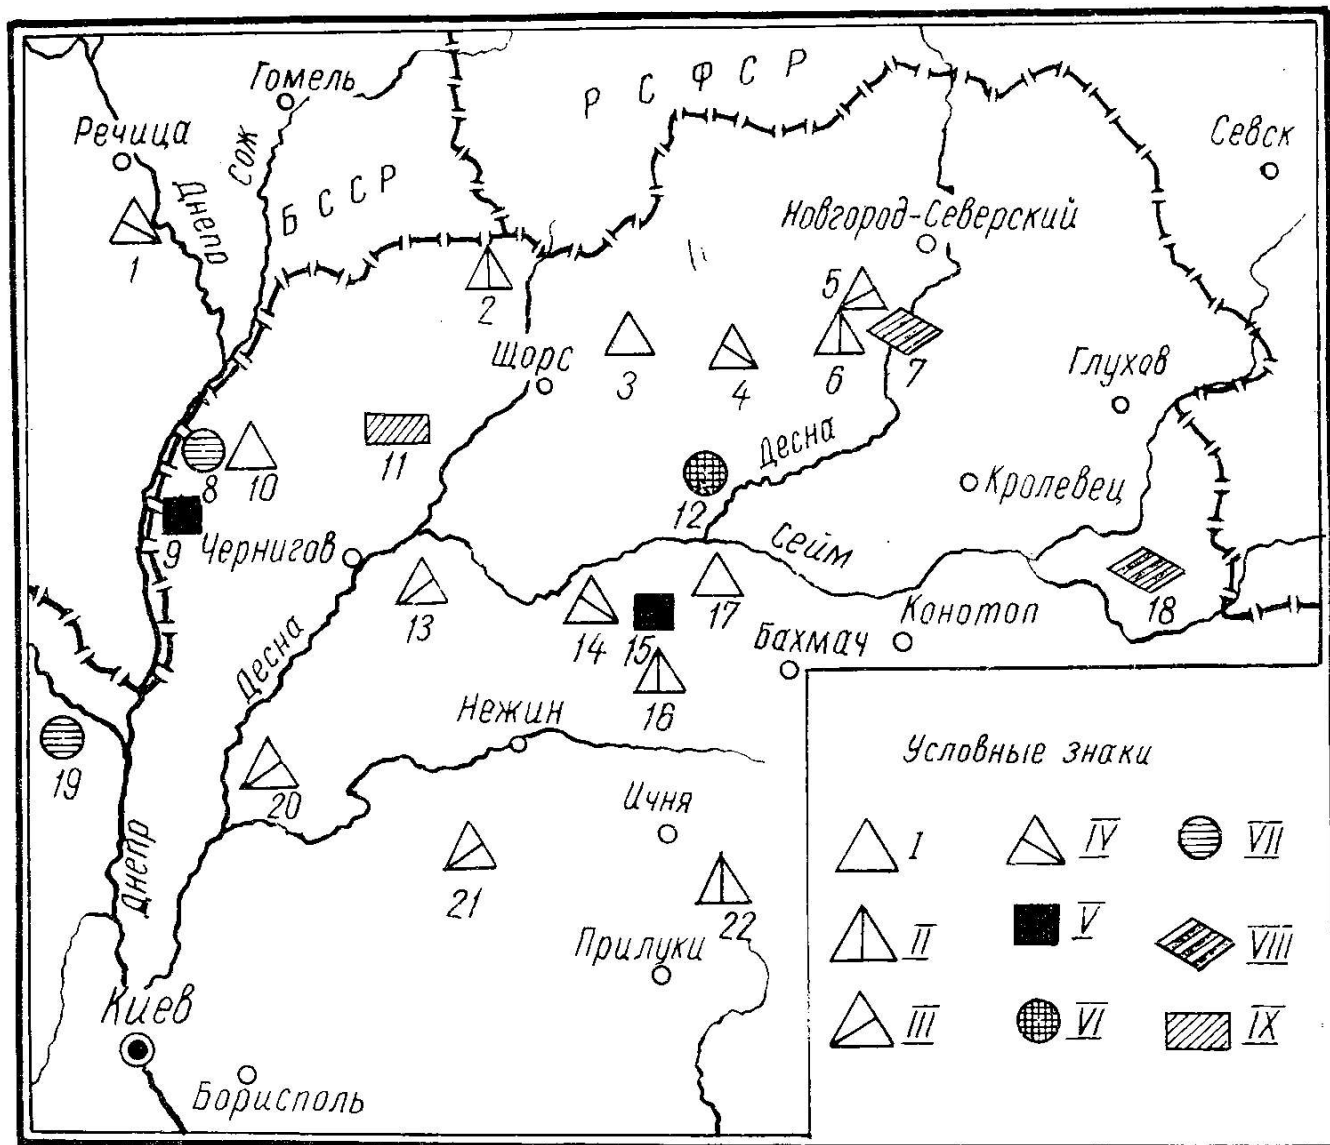 Гомель
Р С Ф С Р
Речица
Сож
Севск
Днепр
Б С С Р
Новгород-Северский
1
2
5
Щорс
3
4
6
7
Глухов
8
10
11
Десна
12
Кролевец
9
Чернигов
Сейм
13
14
15
17
Конотоп
18
Бахмач
Десна
16
Нежин
19
20
Ичня
Днепр
21
22
Прилуки
Киев
Борисполь
Условные знаки
I
IV
VII
II
V
VIII
III
VI
IX